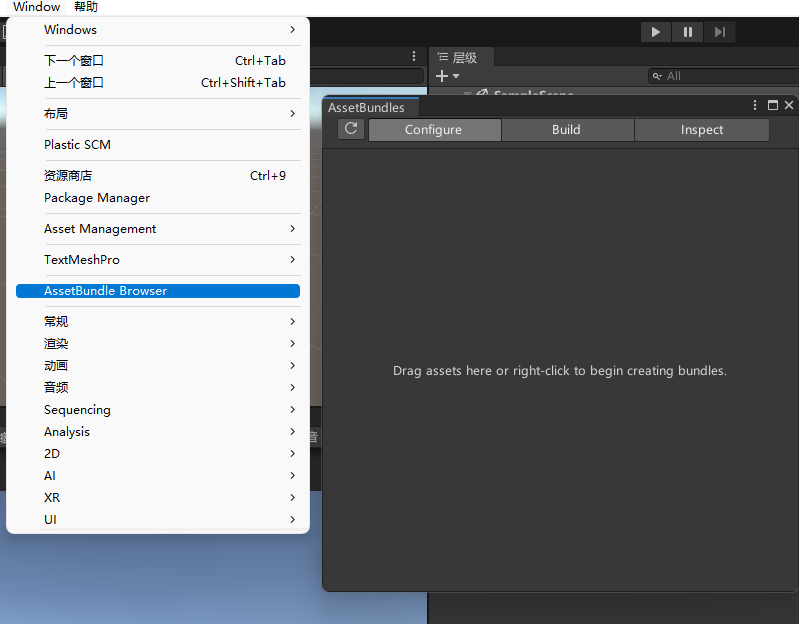 Window 帮助
Windows
下一个窗口 Ctrl+Tab
上一个窗口 Ctrl+Shift+Tab
布局
Plastic SCM
资源商店 Ctrl+9
Package Manager
Asset Management
TextMeshPro
AssetBundle Browser
常规
渲染
动画
音频
Sequencing
Analysis
2D
AI
XR
UI
层级
All
SampleScene
AssetBundles
Configure Build Inspect
Drag assets here or right-click to begin creating bundles.
音